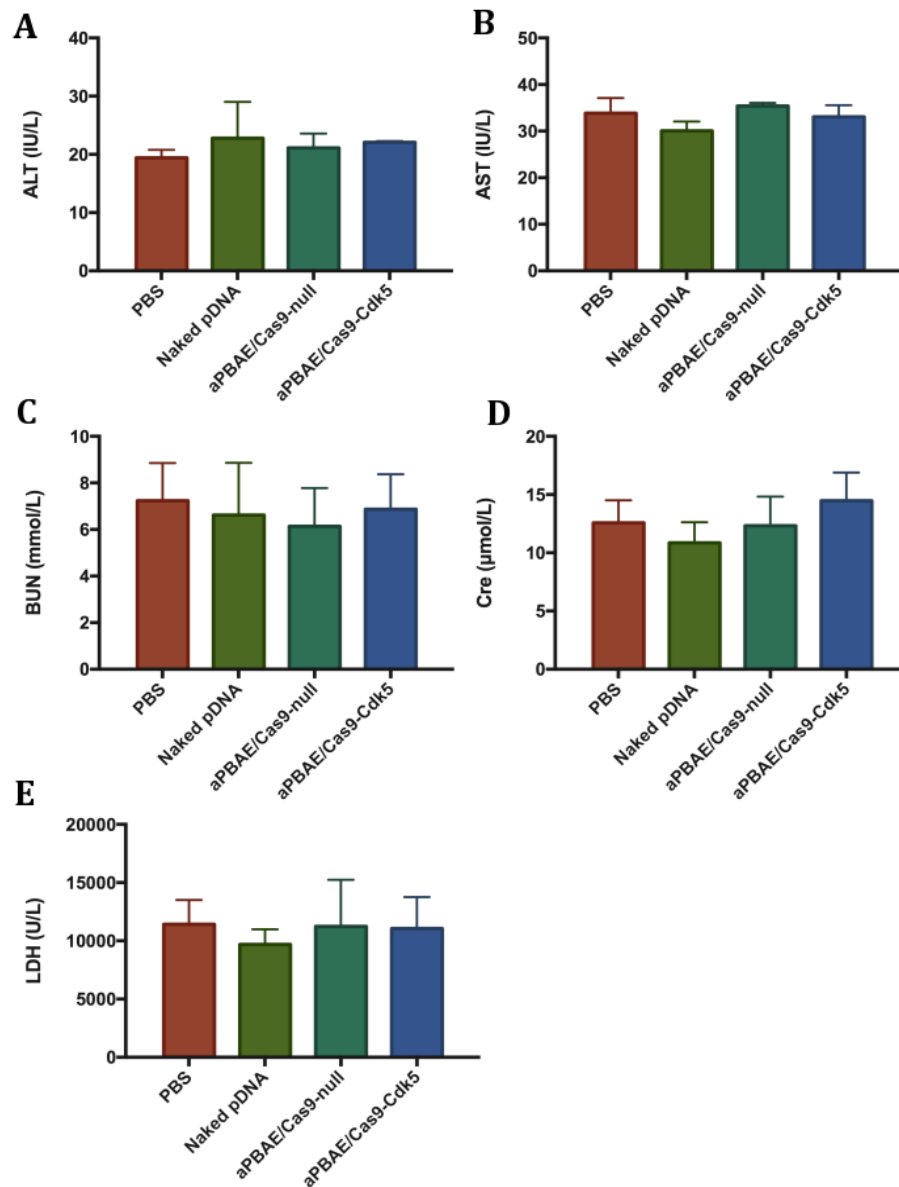 A
ALT (IU/L)
40
30
20
10
0
PBS
Naked pDNA
aPBAE/Cas9-null
aPBAE/Cas9-Cdk5
B
AST (IU/L)
50
40
30
20
10
0
PBS
Naked pDNA
aPBAE/Cas9-null
aPBAE/Cas9-Cdk5
C
BUN (mmol/L)
10
8
6
4
2
0
PBS
Naked pDNA
aPBAE/Cas9-null
aPBAE/Cas9-Cdk5
D
Cre (μmol/L)
20
15
10
5
0
PBS
Naked pDNA
aPBAE/Cas9-null
aPBAE/Cas9-Cdk5
E
LDH (U/L)
20000
15000
10000
5000
0
PBS
Naked pDNA
aPBAE/Cas9-null
aPBAE/Cas9-Cdk5